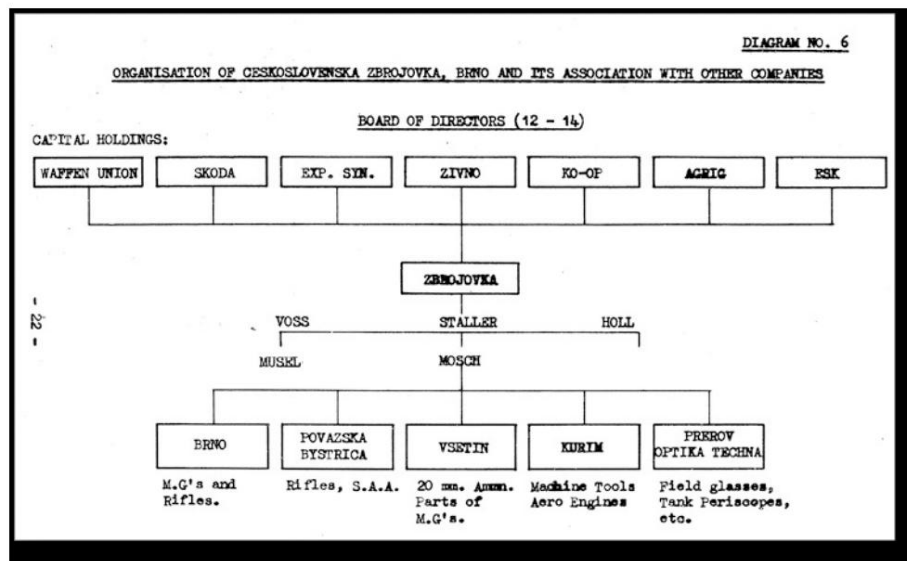 DIAGRAM NO. 6
ORGANISATION OF CESKOSLOVENSKA ZBROJOVKA, BRNO AND ITS ASSOCIATION WITH OTHER COMPANIES
BOARD OF DIRECTORS (12 - 14)
CAPITAL HOLDINGS:
WAFFEN UNION
SKODA
EXP. SYN.
ZIVNO
KO-OP
AGRIG
ESK
ZBROJOVKA
- 22 -
VOSS
STALLER
HOLL
MUSEL
MOSCH
BRNO
M.G's and
Rifles.
POVAZSKA
BYSTRICA
Rifles, S.A.A.
VSETIN
20 mm. Ammn.
Parts of
M.G's.
KURIM
Machine Tools
Aero Engines
PREROV
OPTIKA TECHNA
Field glasses,
Tank Periscopes,
etc.